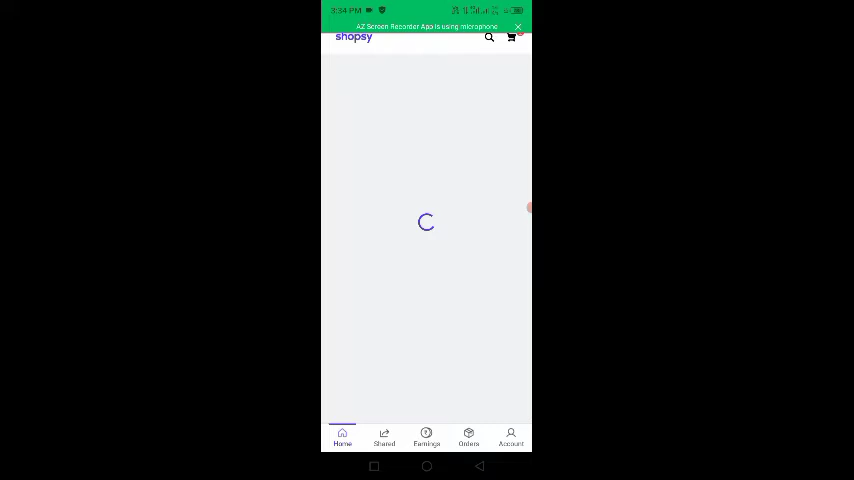 3:34 PM
AZ Screen Recorder App is using microphone
shopsy
Home
Shared
Earnings
Orders
Account